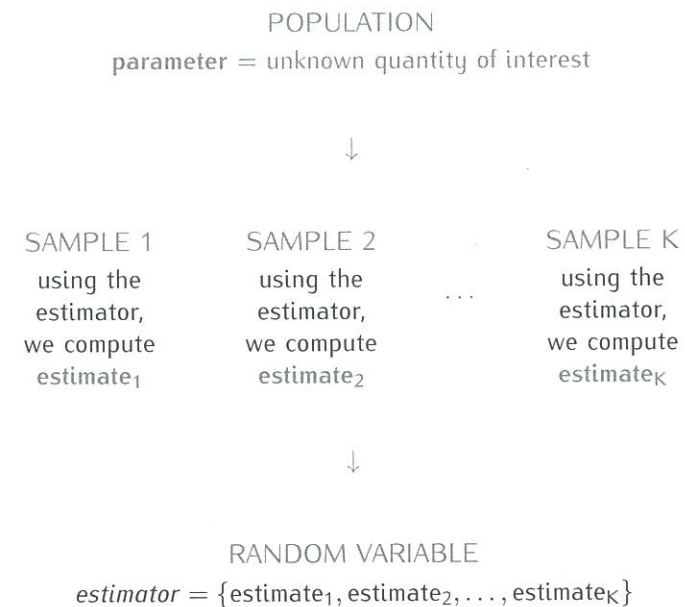 POPULATION
parameter = unknown quantity of interest
↓
SAMPLE 1
using the
estimator,
we compute
estimate₁
SAMPLE 2
using the
estimator,
we compute
estimate₂
...
SAMPLE K
using the
estimator,
we compute
estimateK
↓
RANDOM VARIABLE
estimator = {estimate₁, estimate₂, ..., estimateK}